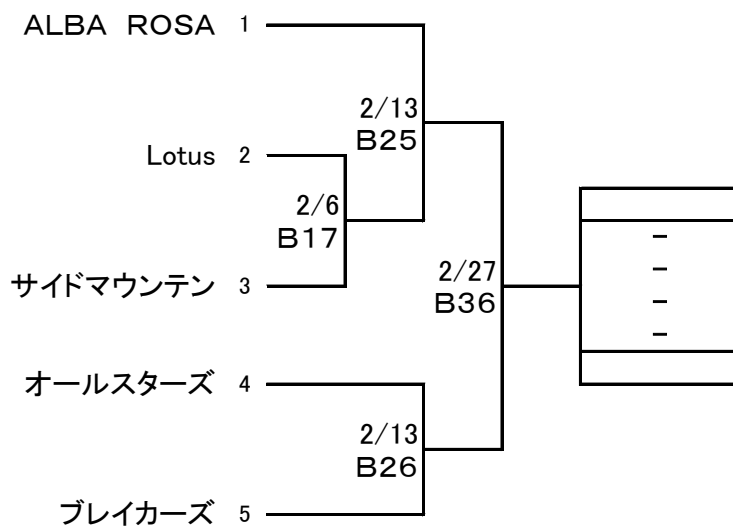 ALBA ROSA 1
2/13
B25
Lotus 2
2/6
B17
サイドマウンテン 3
2/27
B36
–
–
–
–
オールスターズ 4
2/13
B26
ブレイカーズ 5